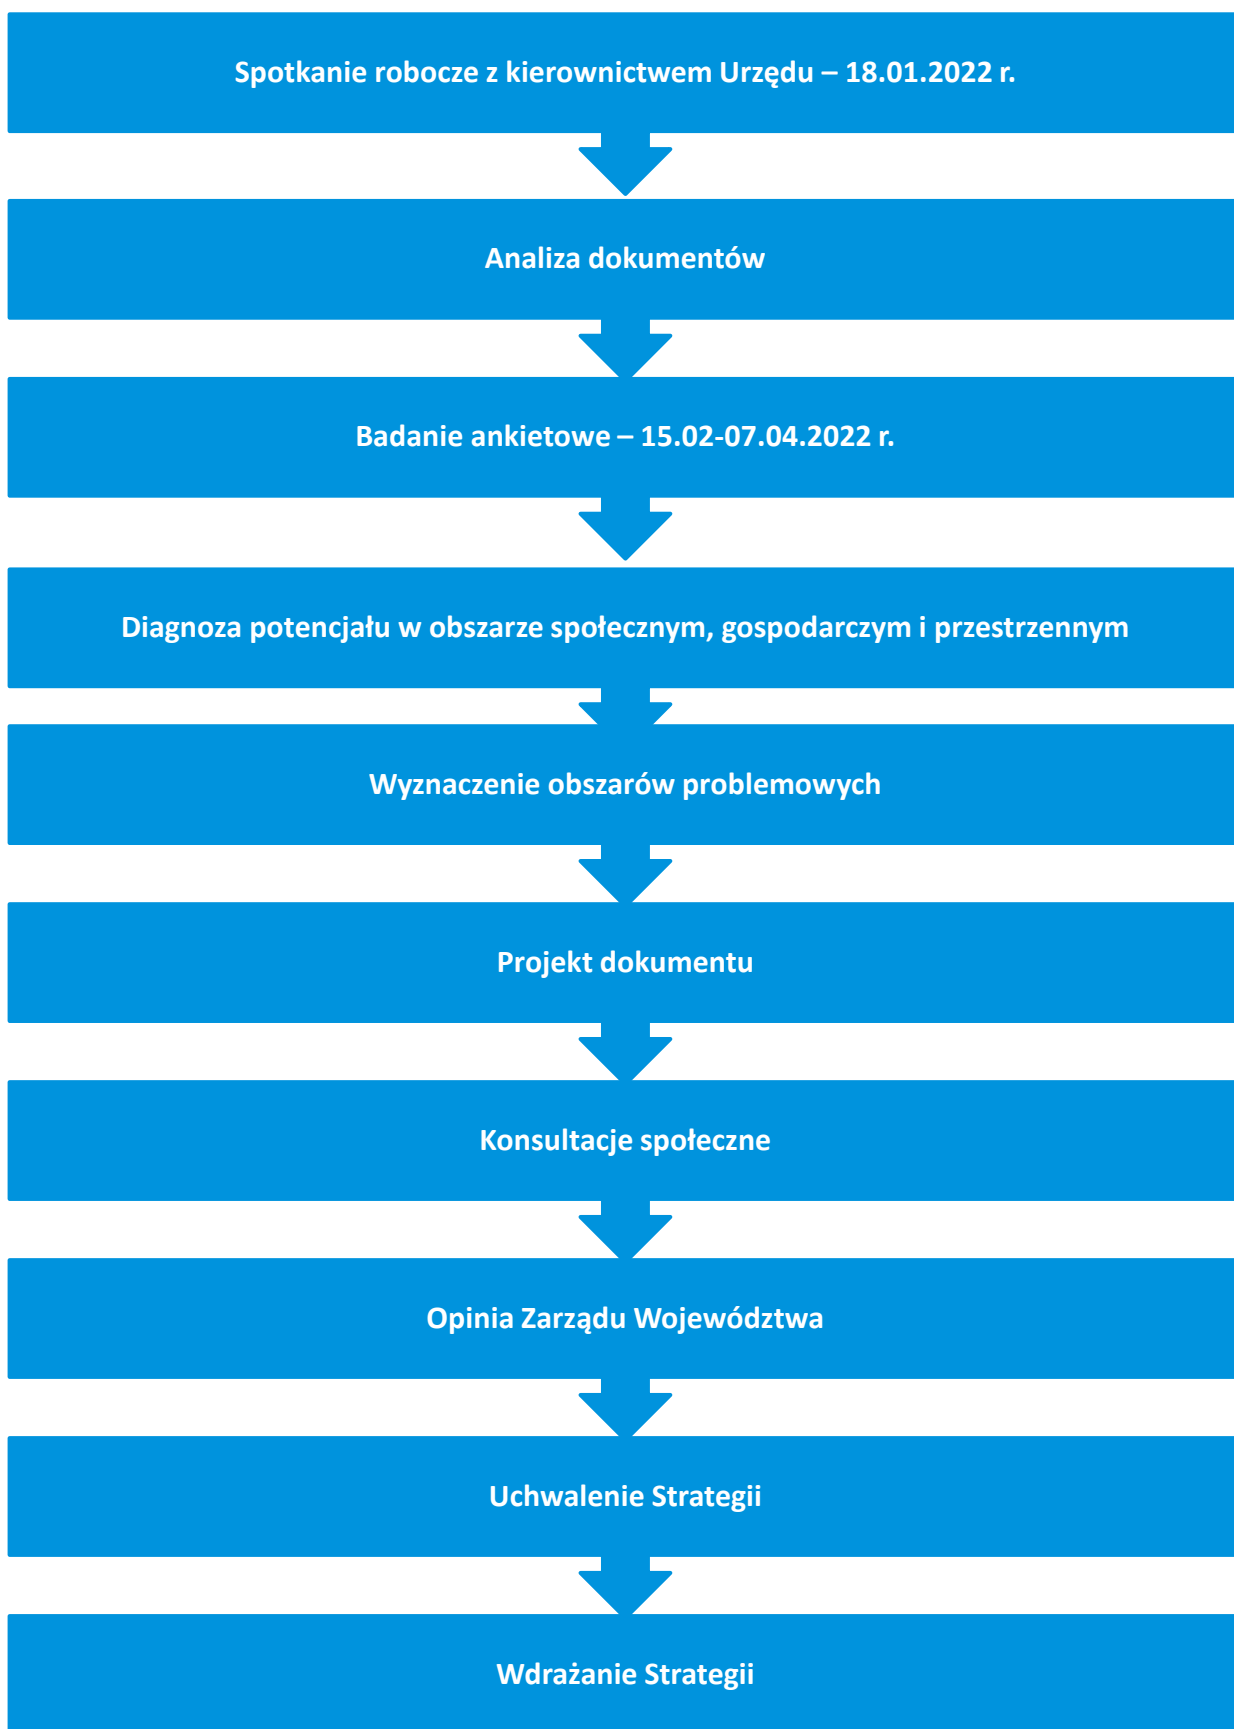 Spotkanie robocze z kierownictwem Urzędu – 18.01.2022 r.
Analiza dokumentów
Badanie ankietowe – 15.02-07.04.2022 r.
Diagnoza potencjału w obszarze społecznym, gospodarczym i przestrzennym
Wyznaczenie obszarów problemowych
Projekt dokumentu
Konsultacje społeczne
Opinia Zarządu Województwa
Uchwalenie Strategii
Wdrażanie Strategii